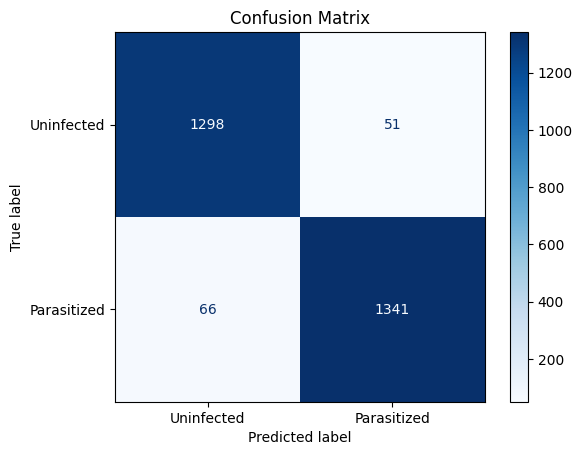 Confusion Matrix
Uninfected
1298
51
Parasitized
66
1341
Uninfected
Parasitized
Predicted label
True label
1200
1000
800
600
400
200